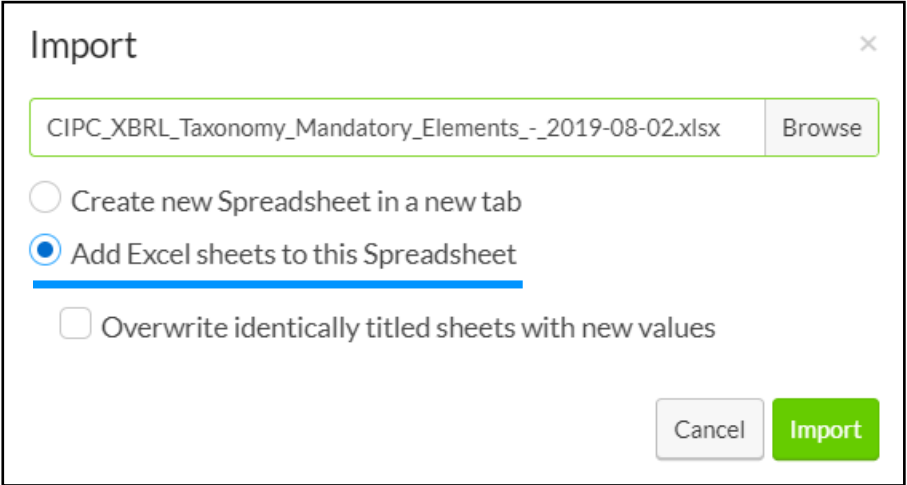 Import
CIPC_XBRL_Taxonomy_Mandatory_Elements_-_2019-08-02.xlsx Browse
Create new Spreadsheet in a new tab
Add Excel sheets to this Spreadsheet
Overwrite identically titled sheets with new values
Cancel Import